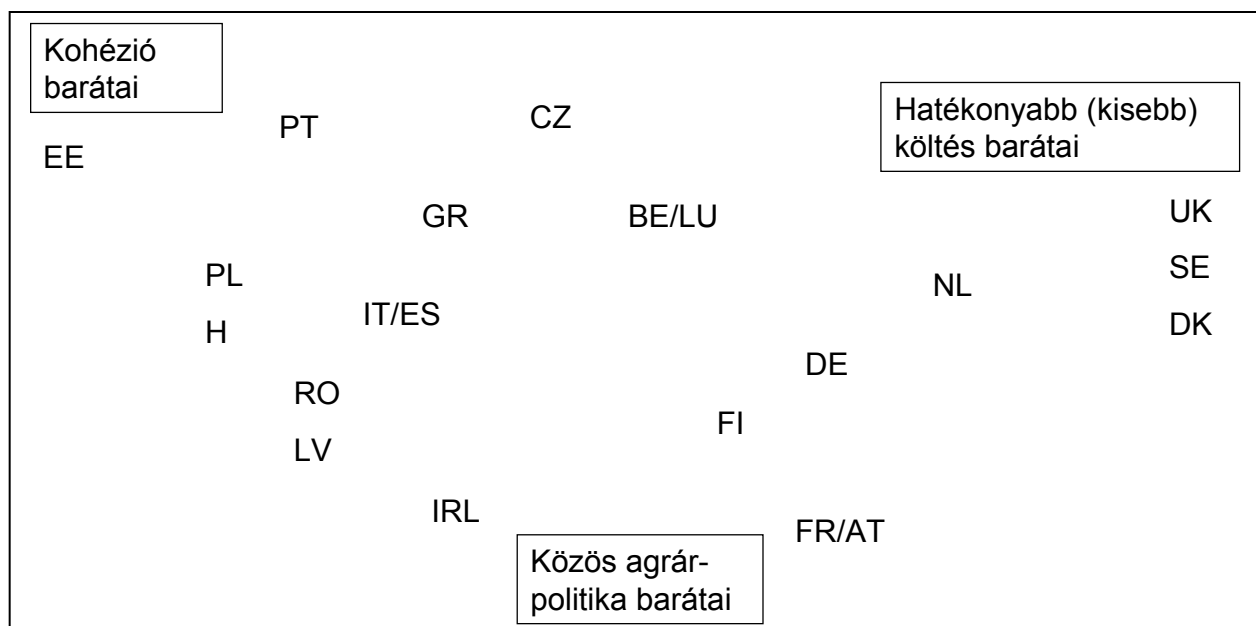 Kohézió
barátai
PT
CZ
Hatékonyabb (kisebb)
költés barátai
EE
GR
BE/LU
UK
PL
SE
NL
IT/ES
H
DK
DE
RO
FI
LV
IRL
FR/AT
Közös agrár-
politika barátai